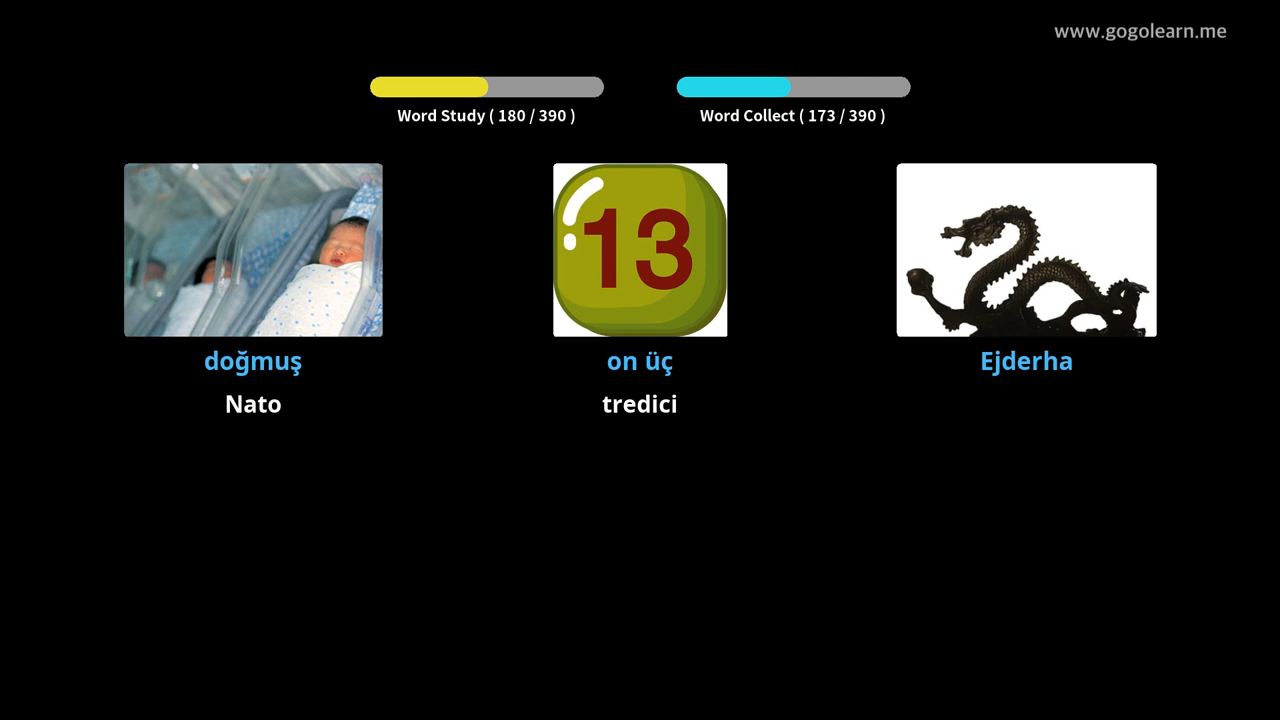 www.gogolearn.me
Word Study ( 180 / 390 )
Word Collect ( 173 / 390 )
13
doğmuş
on üç
Ejderha
Nato
tredici